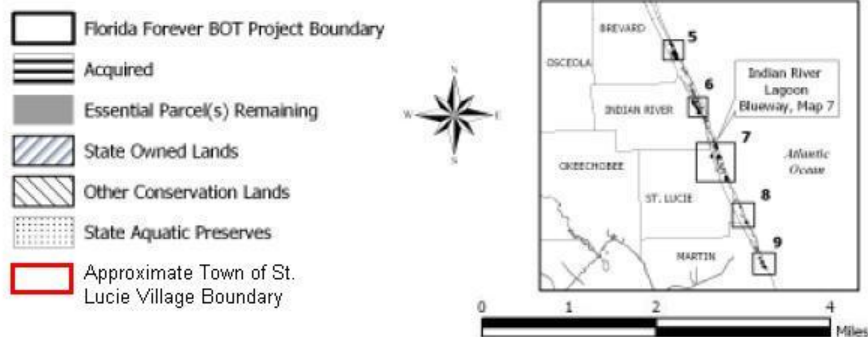 Florida Forever BOT Project Boundary
Acquired
Essential Parcel(s) Remaining
State Owned Lands
Other Conservation Lands
State Aquatic Preserves
Approximate Town of St.
Lucie Village Boundary
N
W
E
S
BREVARD
5
OSCEOLA
Indian River
Lagoon
Blueway, Map 7
6
INDIAN RIVER
7
OKEECHOBEE
Atlantic
Ocean
ST. LUCIE
8
MARTIN
9
0
1
2
4
Miles